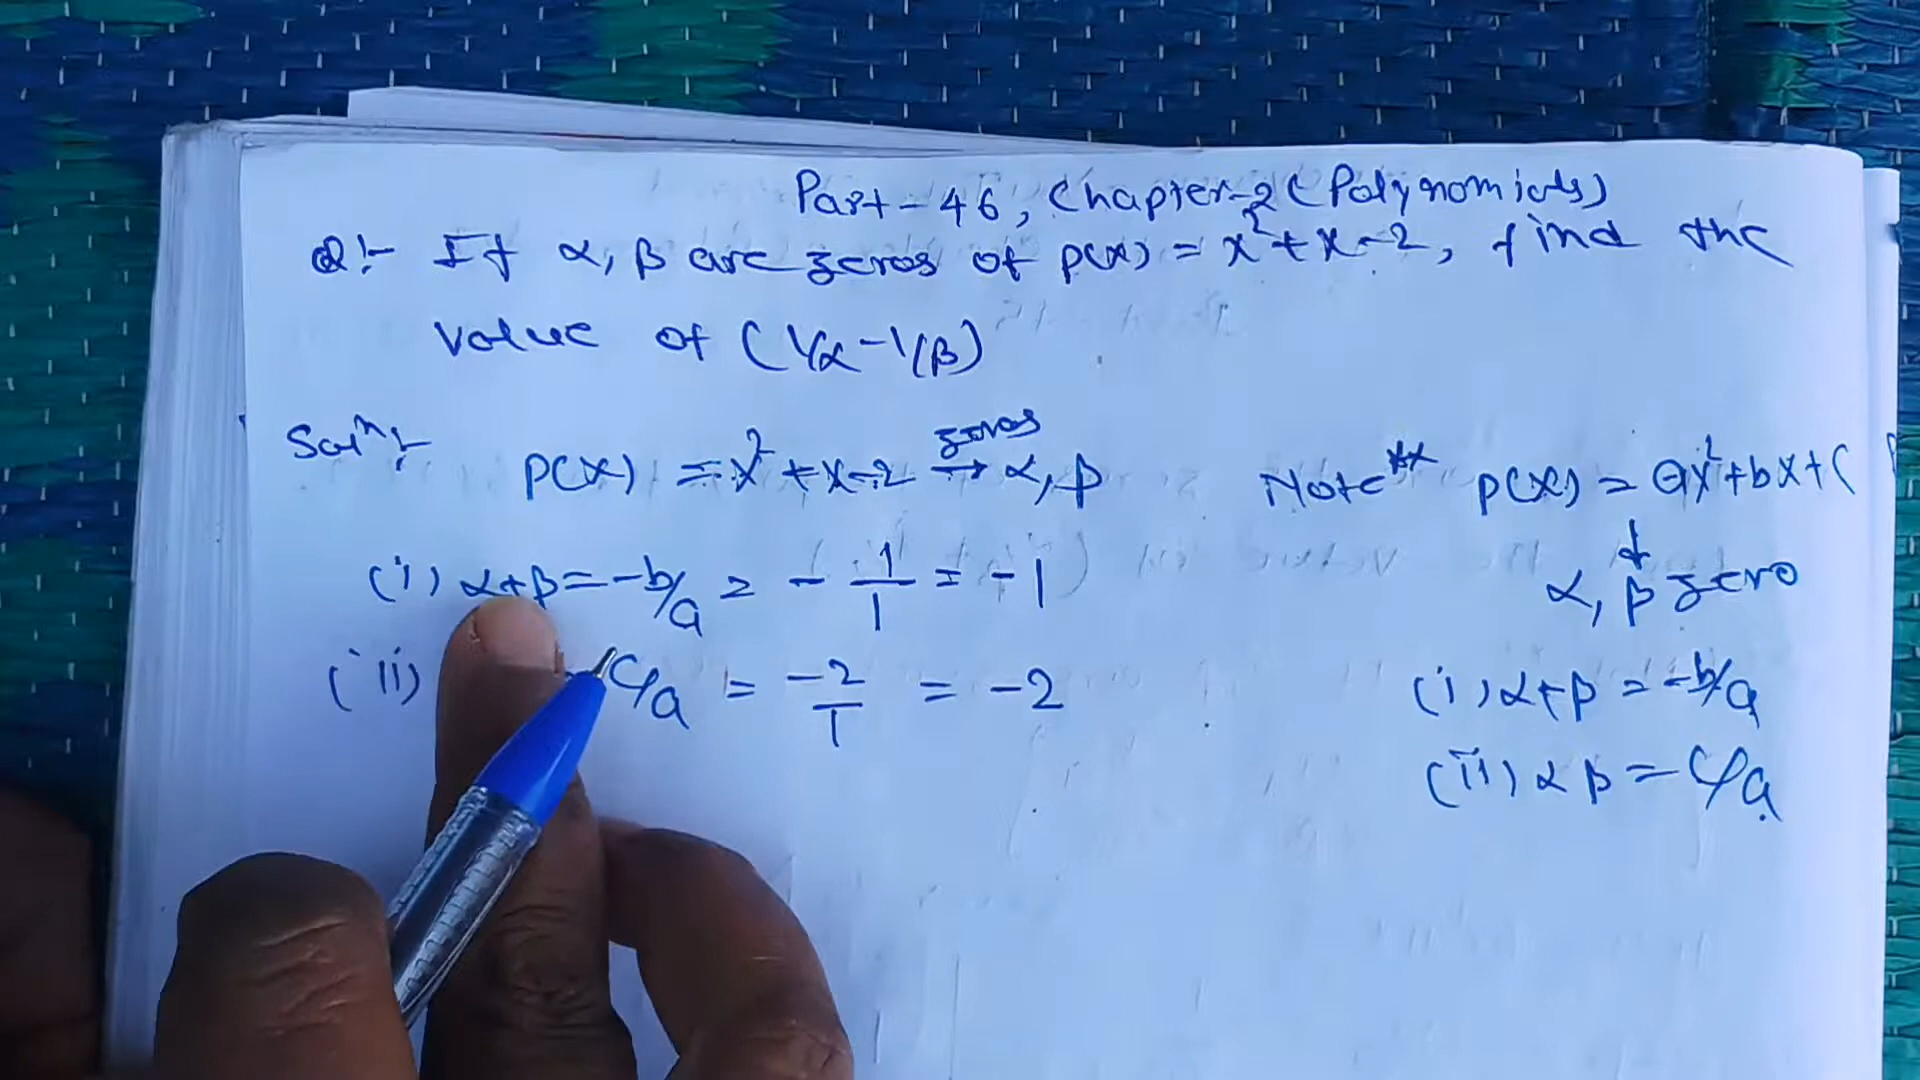 Part-46, Chapter-2 (Polynomials)
Q:- If α, β are zeros of p(x) = x²+x-2, find the
value of (1/α - 1/β)
Solⁿ:- P(x) = x²+x-2 zeros→ α, β
(i) α+β = -b/a = -1/1 = -1
(ii) c/a = -2/1 = -2
Note** p(x) = ax²+bx+c
↓
α, β zero
(i) α+β = -b/a
(ii) αβ = c/a